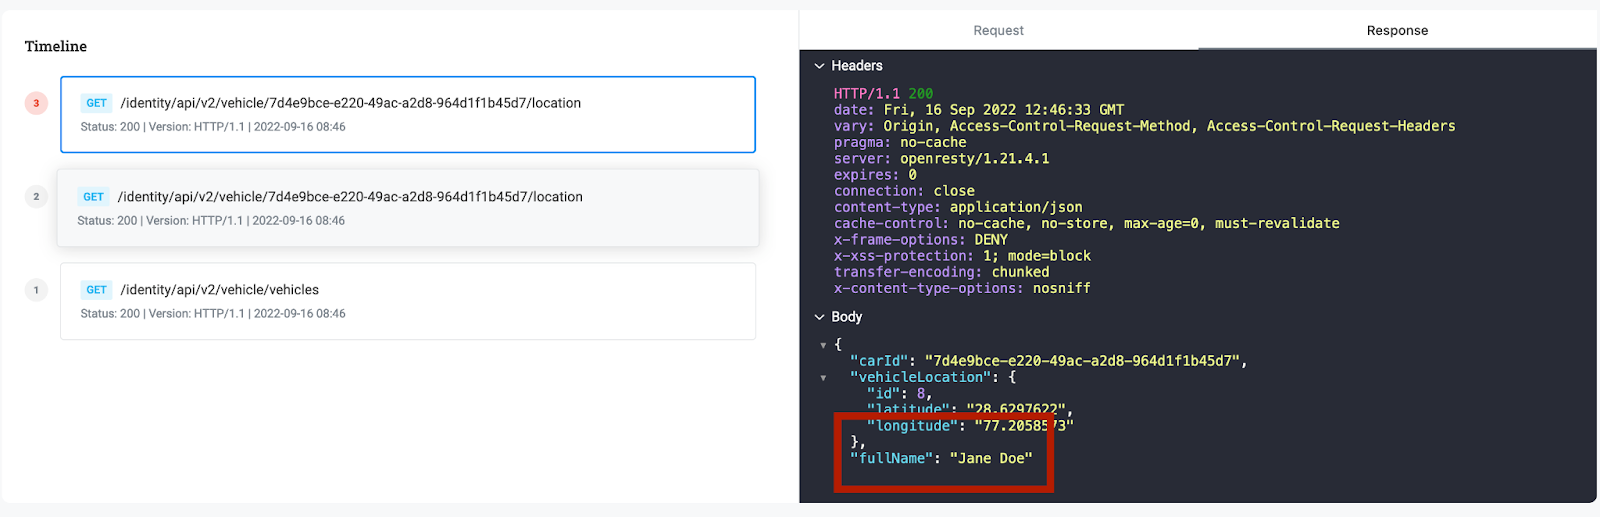 Timeline
3
GET /identity/api/v2/vehicle/7d4e9bce-e220-49ac-a2d8-964d1f1b45d7/location
Status: 200 | Version: HTTP/1.1 | 2022-09-16 08:46
2
GET /identity/api/v2/vehicle/7d4e9bce-e220-49ac-a2d8-964d1f1b45d7/location
Status: 200 | Version: HTTP/1.1 | 2022-09-16 08:46
1
GET /identity/api/v2/vehicle/vehicles
Status: 200 | Version: HTTP/1.1 | 2022-09-16 08:46
Request
Response
Headers
HTTP/1.1 200
date: Fri, 16 Sep 2022 12:46:33 GMT
vary: Origin, Access-Control-Request-Method, Access-Control-Request-Headers
pragma: no-cache
server: openresty/1.21.4.1
expires: 0
connection: close
content-type: application/json
cache-control: no-cache, no-store, max-age=0, must-revalidate
x-frame-options: DENY
x-xss-protection: 1; mode=block
transfer-encoding: chunked
x-content-type-options: nosniff
Body
{
"carId": "7d4e9bce-e220-49ac-a2d8-964d1f1b45d7",
"vehicleLocation": {
"id": 8,
"latitude": "28.6297622",
"longitude": "77.2058573"
},
"fullName": "Jane Doe"